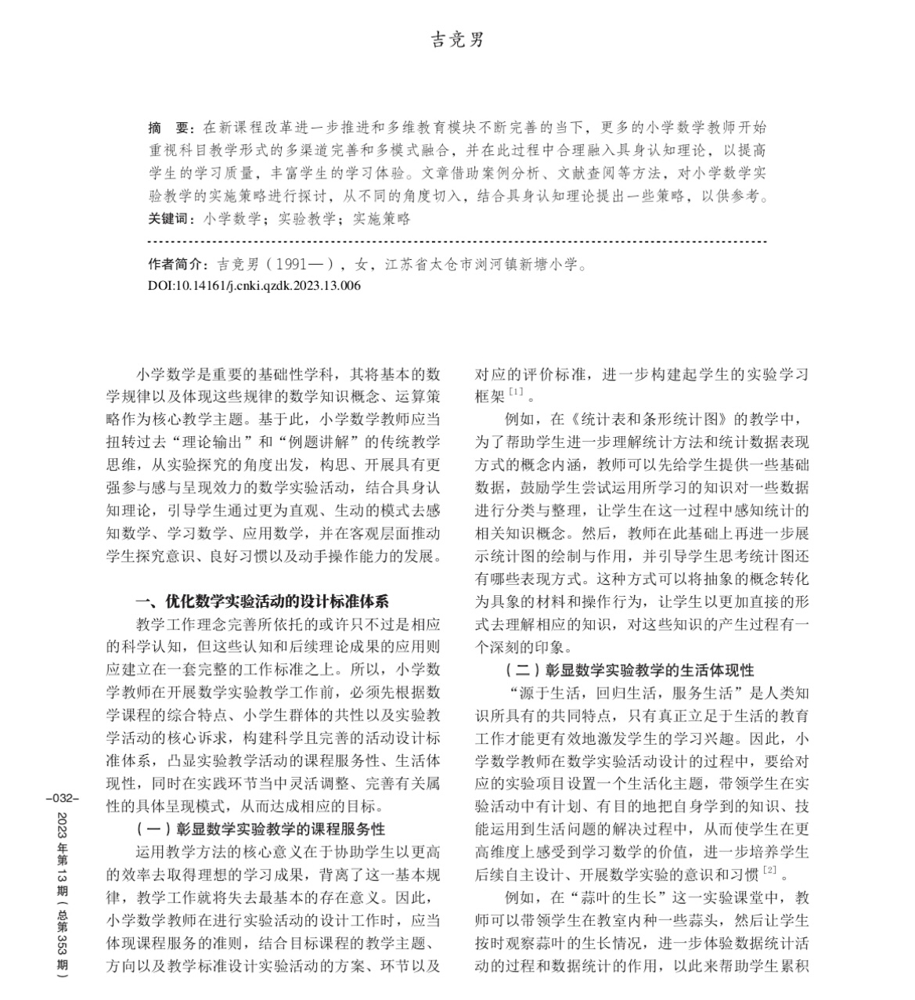 吉竞男
摘　要：在新课程改革进一步推进和多维教育模块不断完善的当下，更多的小学数学教师开始
重视科目教学形式的多渠道完善和多模式融合，并在此过程中合理融入具身认知理论，以提高
学生的学习质量，丰富学生的学习体验。文章借助案例分析、文献查阅等方法，对小学数学实
验教学的实施策略进行探讨，从不同的角度切入，结合具身认知理论提出一些策略，以供参考。
关键词：小学数学；实验教学；实施策略
作者简介：吉竞男（1991—），女，江苏省太仓市浏河镇新塘小学。
DOI:10.14161/j.cnki.qzdk.2023.13.006
小学数学是重要的基础性学科，其将基本的数
学规律以及体现这些规律的数学知识概念、运算策
略作为核心教学主题。基于此，小学数学教师应当
扭转过去“理论输出”和“例题讲解”的传统教学
思维，从实验探究的角度出发，构思、开展具有更
强参与感与呈现效力的数学实验活动，结合具身认
知理论，引导学生通过更为直观、生动的模式去感
知数学、学习数学、应用数学，并在客观层面推动
学生探究意识、良好习惯以及动手操作能力的发展。
一、优化数学实验活动的设计标准体系
教学工作理念完善所依托的或许只不过是相应
的科学认知，但这些认知和后续理论成果的应用则
应建立在一套完整的工作标准之上。所以，小学数
学教师在开展数学实验教学工作前，必须先根据数
学课程的综合特点、小学生群体的共性以及实验教
学活动的核心诉求，构建科学且完善的活动设计标
准体系，凸显实验教学活动的课程服务性、生活体
现性，同时在实践环节当中灵活调整、完善有关属
性的具体呈现模式，从而达成相应的目标。
（一）彰显数学实验教学的课程服务性
运用教学方法的核心意义在于协助学生以更高
的效率去取得理想的学习成果，背离了这一基本规
律，教学工作就将失去最基本的存在意义。因此，
小学数学教师在进行实验活动的设计工作时，应当
体现课程服务的准则，结合目标课程的教学主题、
方向以及教学标准设计实验活动的方案、环节以及
对应的评价标准，进一步构建起学生的实验学习
框架[1]。
例如，在《统计表和条形统计图》的教学中，
为了帮助学生进一步理解统计方法和统计数据表现
方式的概念内涵，教师可以先给学生提供一些基础
数据，鼓励学生尝试运用所学习的知识对一些数据
进行分类与整理，让学生在这一过程中感知统计的
相关知识概念。然后，教师在此基础上再进一步展
示统计图的绘制与作用，并引导学生思考统计图还
有哪些表现方式。这种方式可以将抽象的概念转化
为具象的材料和操作行为，让学生以更加直接的形
式去理解相应的知识，对这些知识的产生过程有一
个深刻的印象。
（二）彰显数学实验教学的生活体现性
“源于生活，回归生活，服务生活”是人类知
识所具有的共同特点，只有真正立足于生活的教育
工作才能更有效地激发学生的学习兴趣。因此，小
学数学教师在数学实验活动设计的过程中，要给对
应的实验项目设置一个生活化主题，带领学生在实
验活动中有计划、有目的地把自身学到的知识、技
能运用到生活问题的解决过程中，从而使学生在更
高维度上感受到学习数学的价值，进一步培养学生
后续自主设计、开展数学实验的意识和习惯[2]。
例如，在“蒜叶的生长”这一实验课堂中，教
师可以带领学生在教室内种一些蒜头，然后让学生
按时观察蒜叶的生长情况，进一步体验数据统计活
动的过程和数据统计的作用，以此来帮助学生累积
-032-
2023年第13期（总第353期）